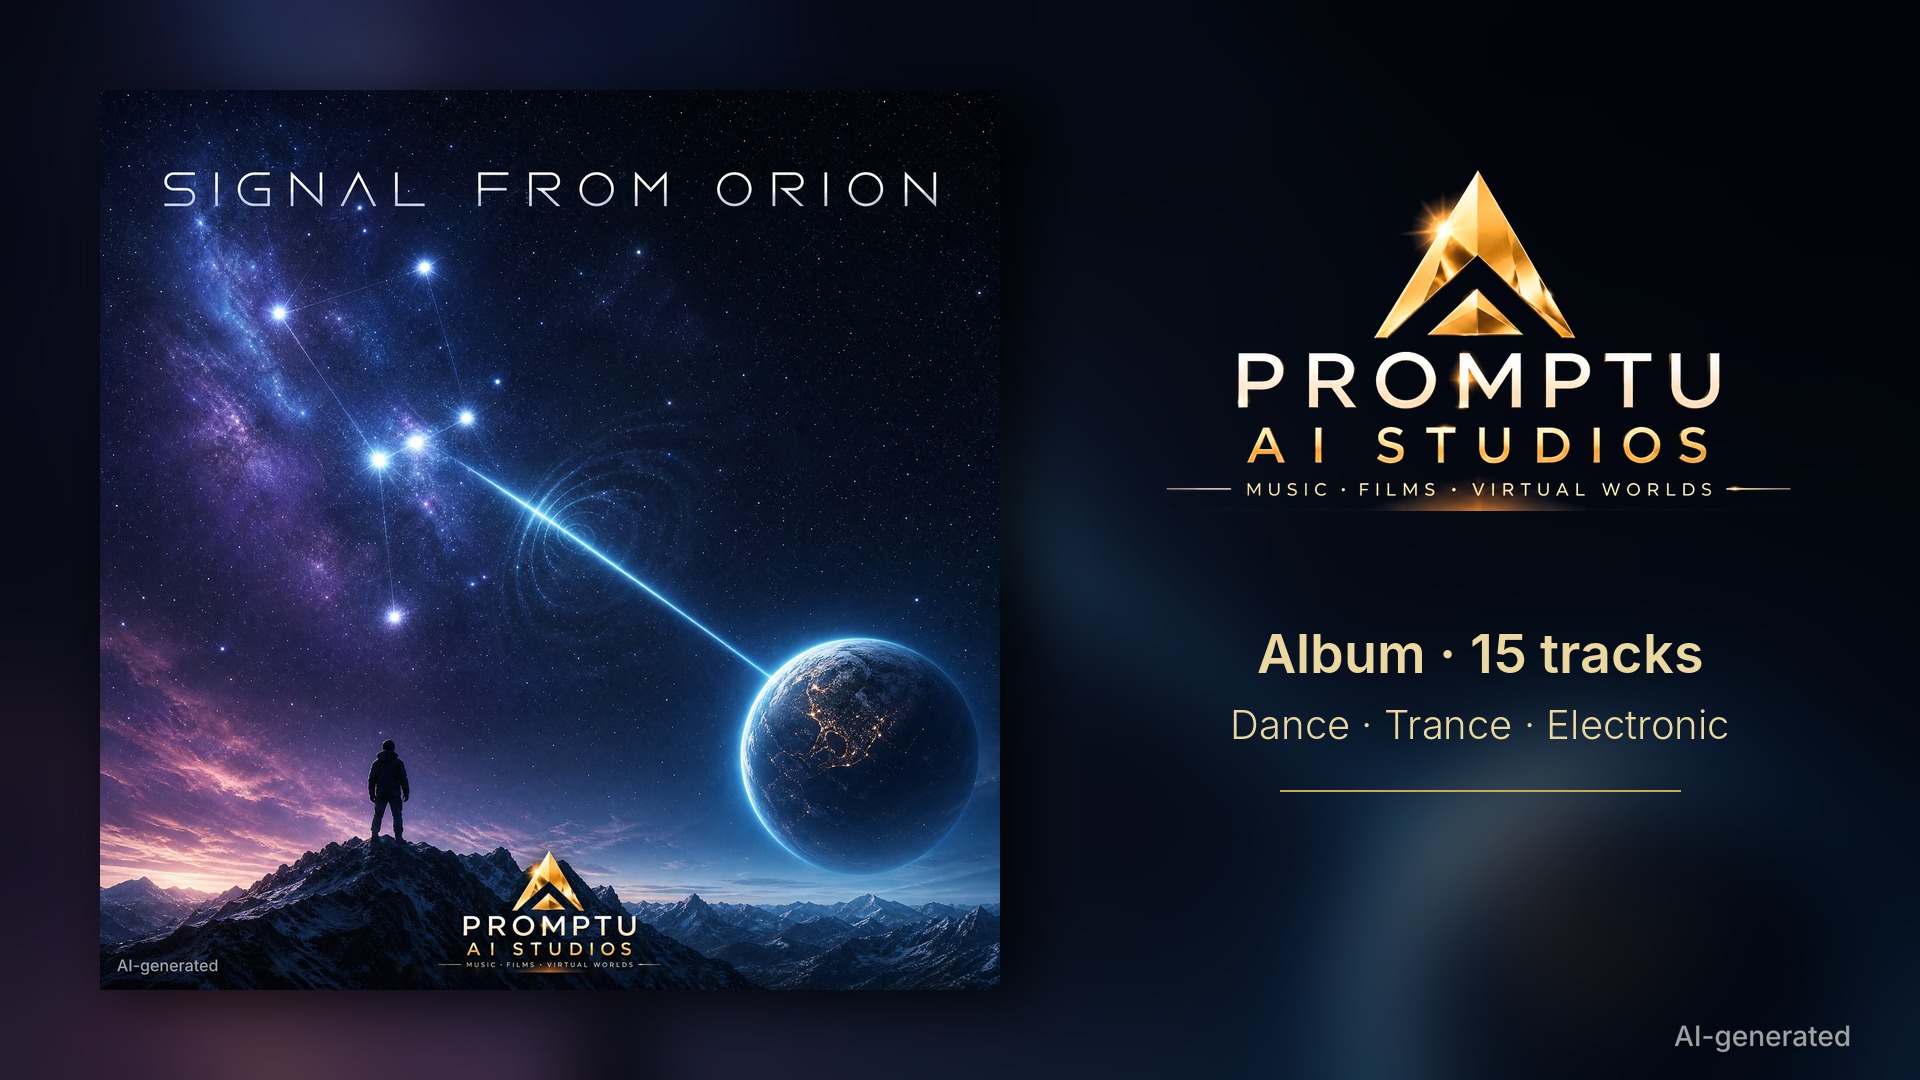 SIGNAL FROM ORION
PROMPTU
AI STUDIOS
MUSIC · FILMS · VIRTUAL WORLDS
AI-generated
PROMPTU
AI STUDIOS
MUSIC · FILMS · VIRTUAL WORLDS
Album · 15 tracks
Dance · Trance · Electronic
AI-generated